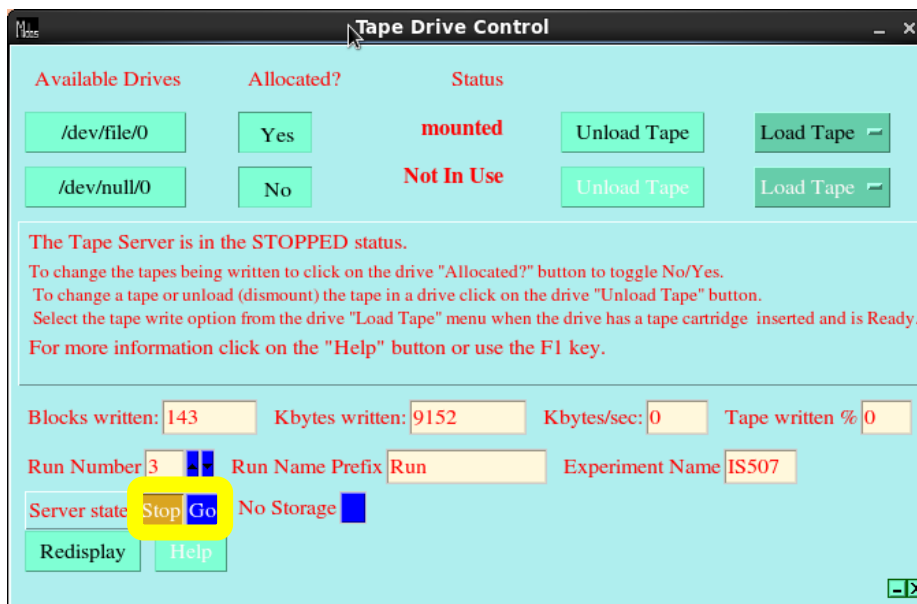 Mdas Tape Drive Control
Available Drives Allocated? Status
/dev/file/0 Yes mounted Unload Tape Load Tape
/dev/null/0 No Not In Use Unload Tape Load Tape
The Tape Server is in the STOPPED status.
To change the tapes being written to click on the drive "Allocated?" button to toggle No/Yes.
To change a tape or unload (dismount) the tape in a drive click on the drive "Unload Tape" button.
Select the tape write option from the drive "Load Tape" menu when the drive has a tape cartridge inserted and is Ready.
For more information click on the "Help" button or use the F1 key.
Blocks written: 143 Kbytes written: 9152 Kbytes/sec: 0 Tape written % 0
Run Number 3 Run Name Prefix Run Experiment Name IS507
Server state Stop Go No Storage
Redisplay Help